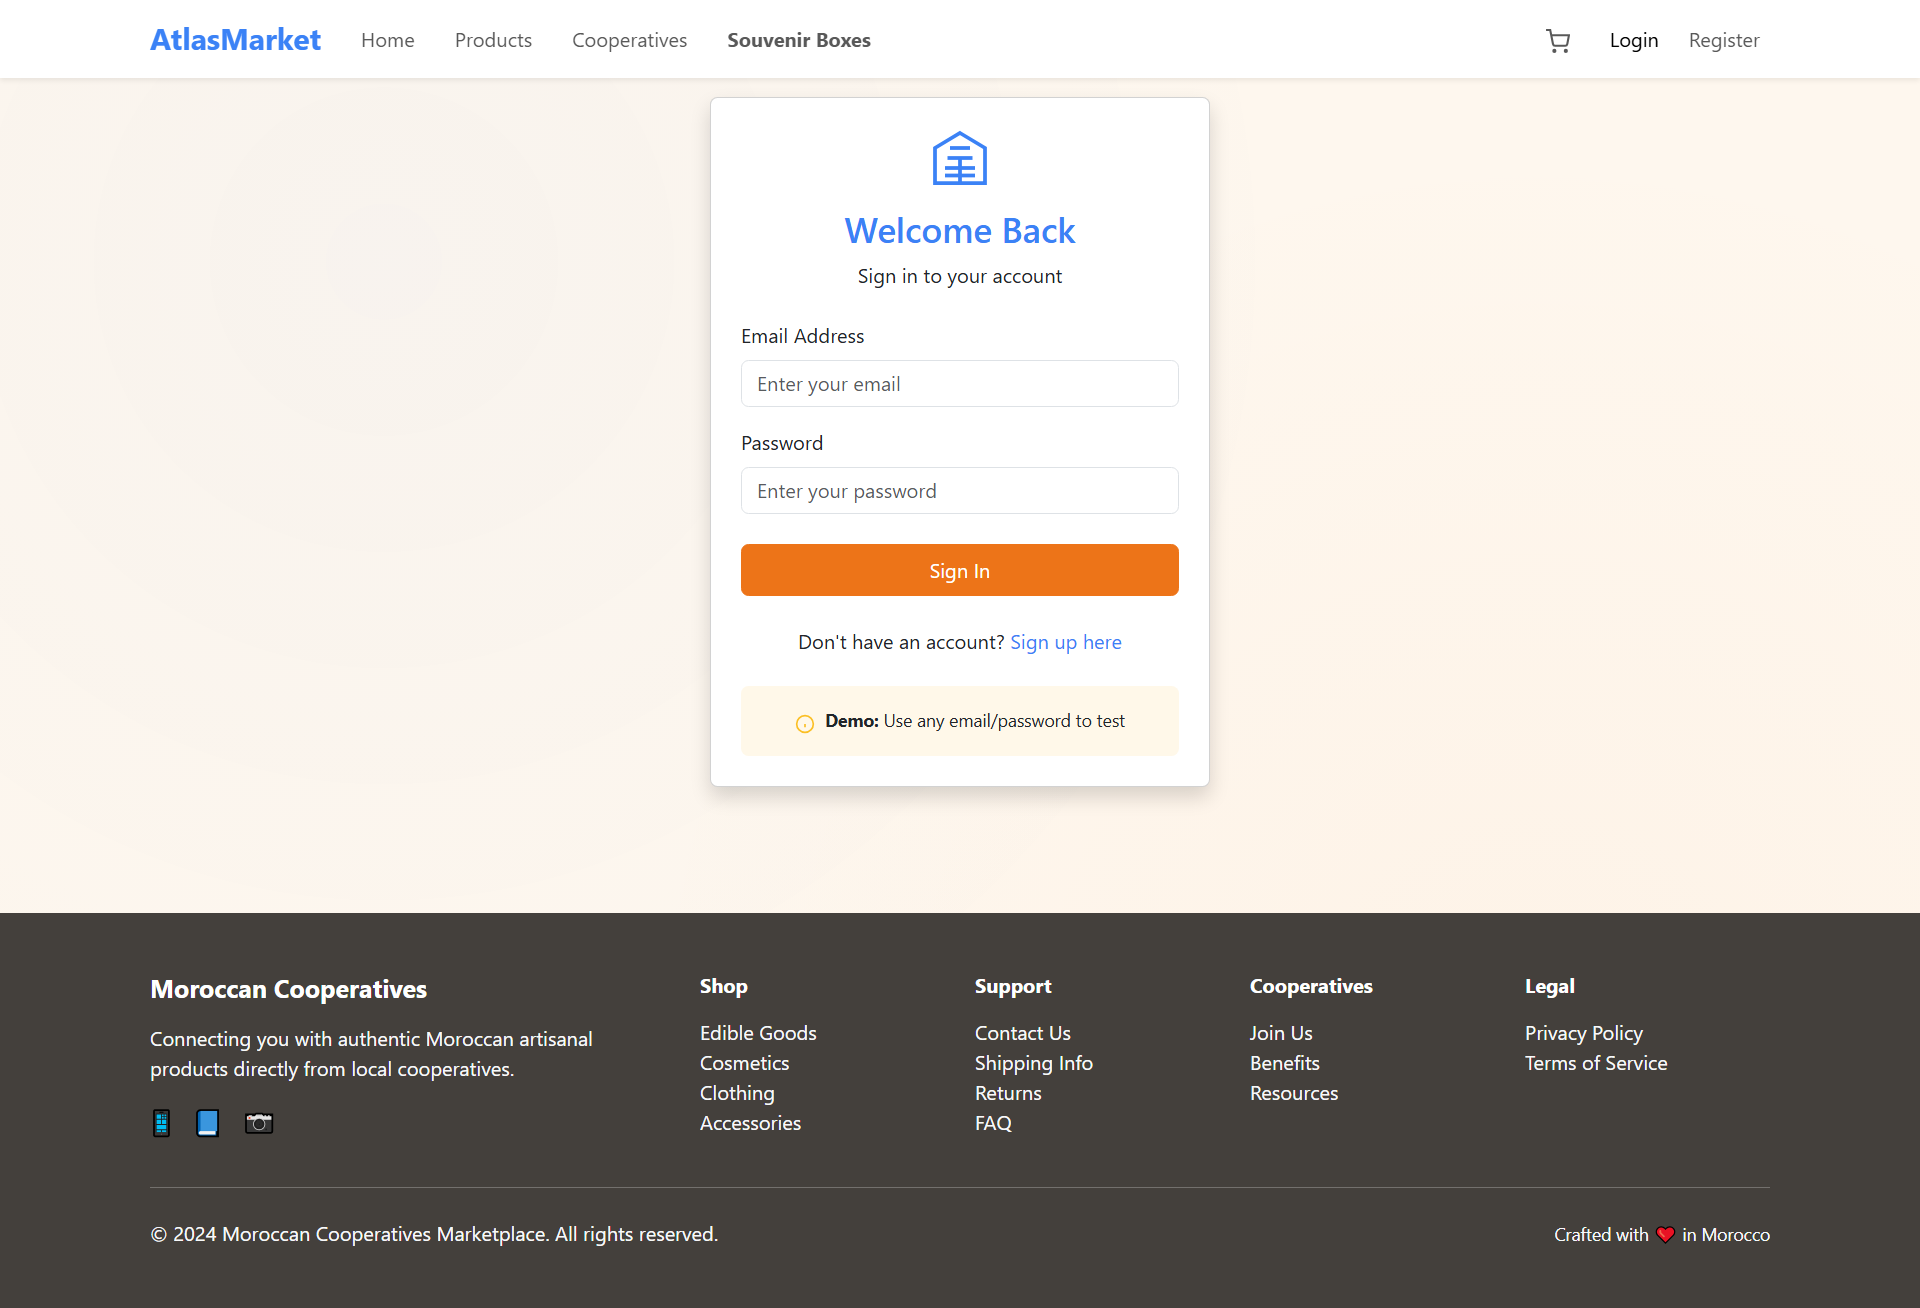 AtlasMarket
Home
Products
Cooperatives
Souvenir Boxes
Login
Register
Welcome Back
Sign in to your account
Email Address
Enter your email
Password
Enter your password
Sign In
Don't have an account? Sign up here
Demo: Use any email/password to test
Moroccan Cooperatives
Connecting you with authentic Moroccan artisanal
products directly from local cooperatives.
Shop
Edible Goods
Cosmetics
Clothing
Accessories
Support
Contact Us
Shipping Info
Returns
FAQ
Cooperatives
Join Us
Benefits
Resources
Legal
Privacy Policy
Terms of Service
© 2024 Moroccan Cooperatives Marketplace. All rights reserved.
Crafted with ❤️ in Morocco